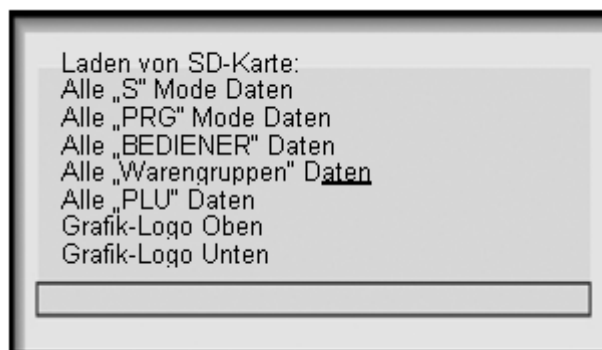 Laden von SD-Karte:
Alle „S" Mode Daten
Alle „PRG" Mode Daten
Alle „BEDIENER" Daten
Alle „Warengruppen" Daten
Alle „PLU" Daten
Grafik-Logo Oben
Grafik-Logo Unten